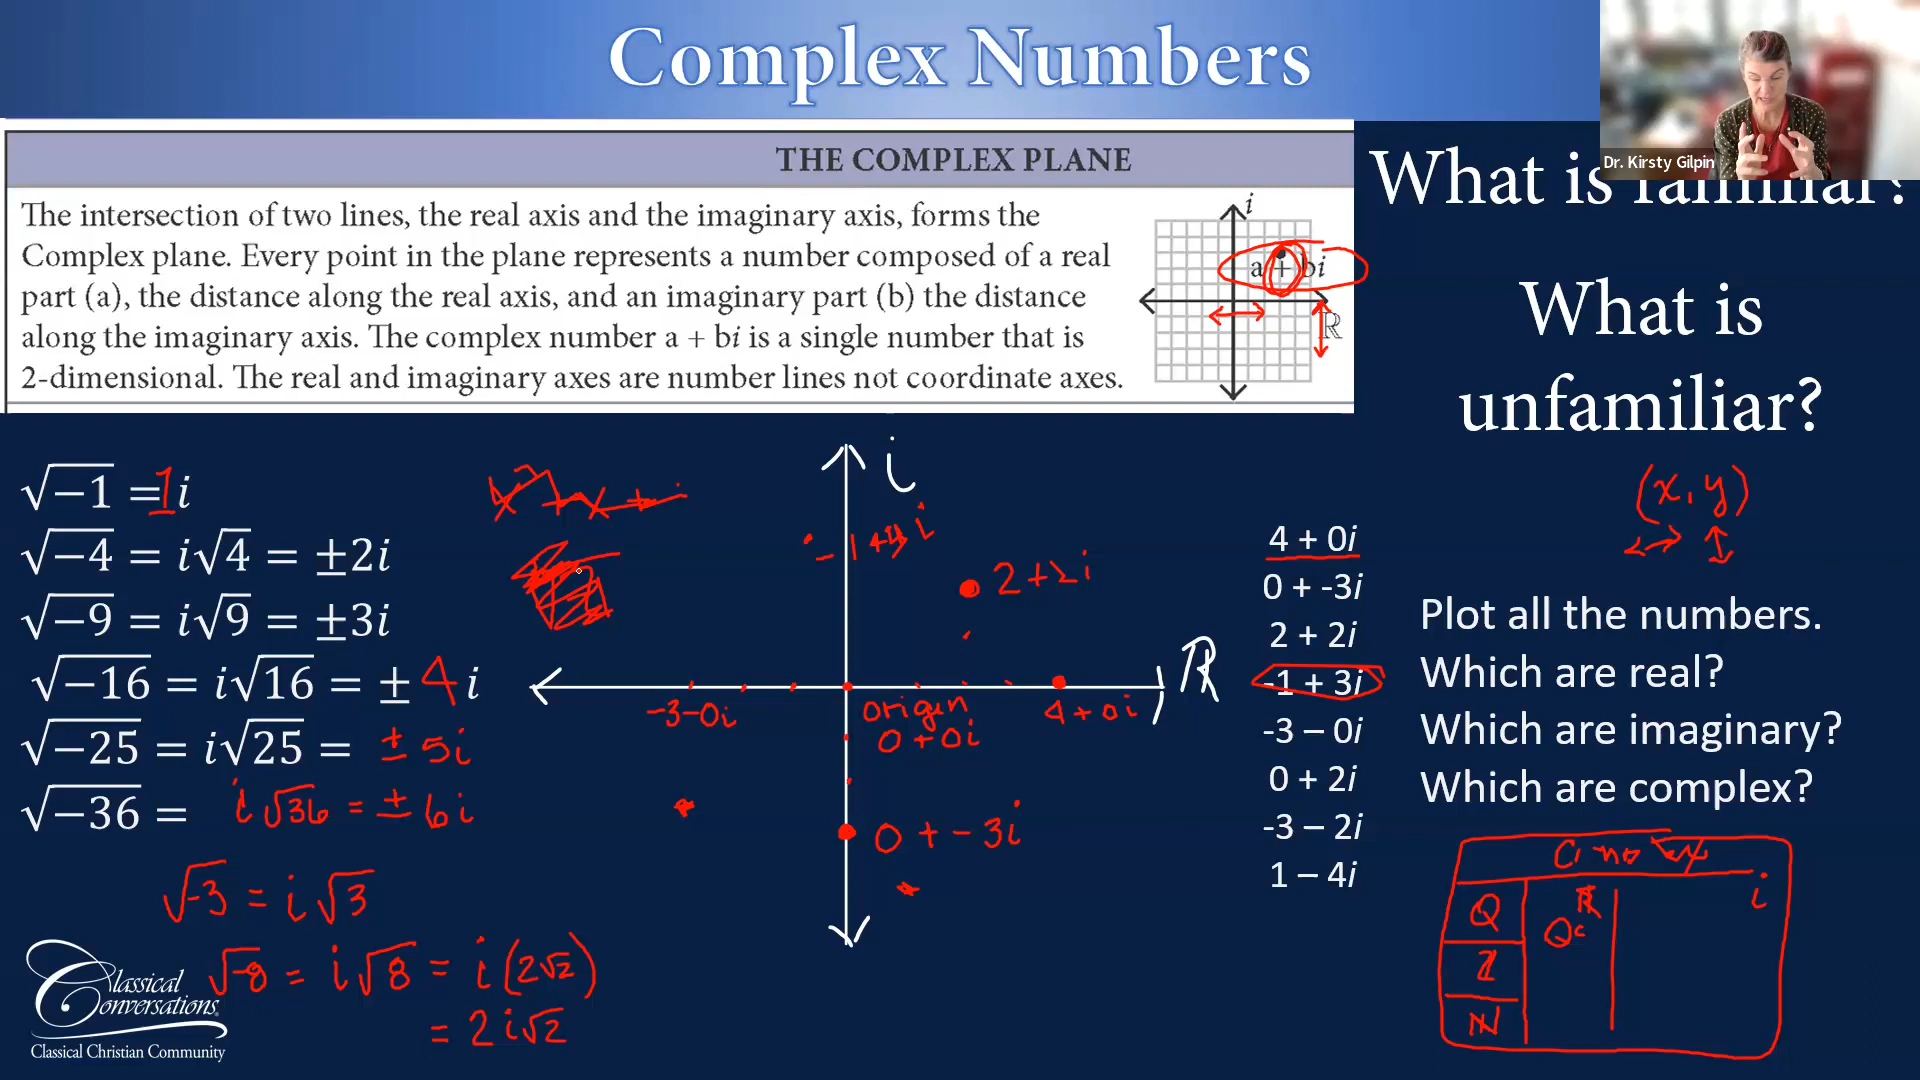 Complex Numbers
Dr. Kirsty Gilpin
THE COMPLEX PLANE
The intersection of two lines, the real axis and the imaginary axis, forms the
Complex plane. Every point in the plane represents a number composed of a real
part (a), the distance along the real axis, and an imaginary part (b) the distance
along the imaginary axis. The complex number a + bi is a single number that is
2-dimensional. The real and imaginary axes are number lines not coordinate axes.
i
a + bi
ℝ
What is familiar?
What is
unfamiliar?
(x, y)
√−1 = 1i
√−4 = i√4 = ±2i
√−9 = i√9 = ±3i
√−16 = i√16 = ± 4 i
√−25 = i√25 = ± 5i
√−36 = i√36 = ± 6i
√-3 = i√3
√-8 = i√8 = i(2√2)
= 2i√2
i
2+2i
ℝ
-3-0i
origin
0+0i
4+0i
0 + -3i
4 + 0i
0 + -3i
2 + 2i
-1 + 3i
-3 – 0i
0 + 2i
-3 – 2i
1 – 4i
Plot all the numbers.
Which are real?
Which are imaginary?
Which are complex?
ℝ
i
Q
Z
N
Classical
Conversations®
Classical Christian Community